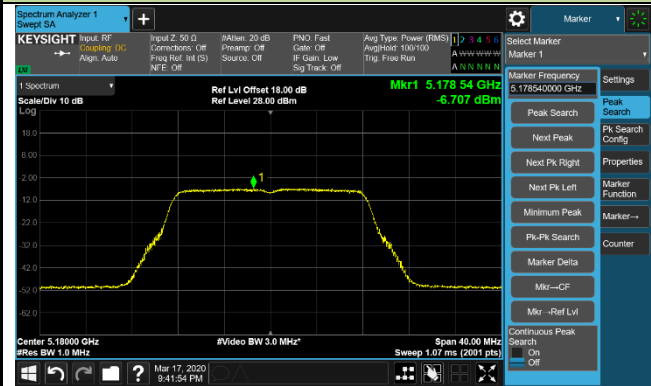 Spectrum Analyzer 1
Swept SA
Marker
KEYSIGHT
Input: RF
Coupling: DC
Align: Auto
Input Z: 50 Ω
Corrections: Off
Freq Ref: Int (S)
NFE: Off
#Atten: 20 dB
Preamp: Off
Source: Off
PNO: Fast
Gate: Off
IF Gain: Low
Sig Track: Off
Avg Type: Power (RMS)
Avg|Hold: 100/100
Trig: Free Run
1 2 3 4 5 6
A W W W W W
A N N N N N
Select Marker
Marker 1
1 Spectrum
Scale/Div 10 dB
Log
Ref Lvl Offset 18.00 dB
Ref Level 28.00 dBm
Mkr1 5.178 54 GHz
-6.707 dBm
18.0
8.00
-2.00
-12.0
-22.0
-32.0
-42.0
-52.0
-62.0
1
Center 5.18000 GHz
#Res BW 1.0 MHz
#Video BW 3.0 MHz*
Span 40.00 MHz
Sweep 1.07 ms (2001 pts)
Marker Frequency
5.178540000 GHz
Peak Search
Next Peak
Next Pk Right
Next Pk Left
Minimum Peak
Pk-Pk Search
Marker Delta
Mkr→CF
Mkr→Ref Lvl
Continuous Peak
Search
On
Off
Settings
Peak
Search
Pk Search
Config
Properties
Marker
Function
Marker→
Counter
?
Mar 17, 2020
9:41:54 PM